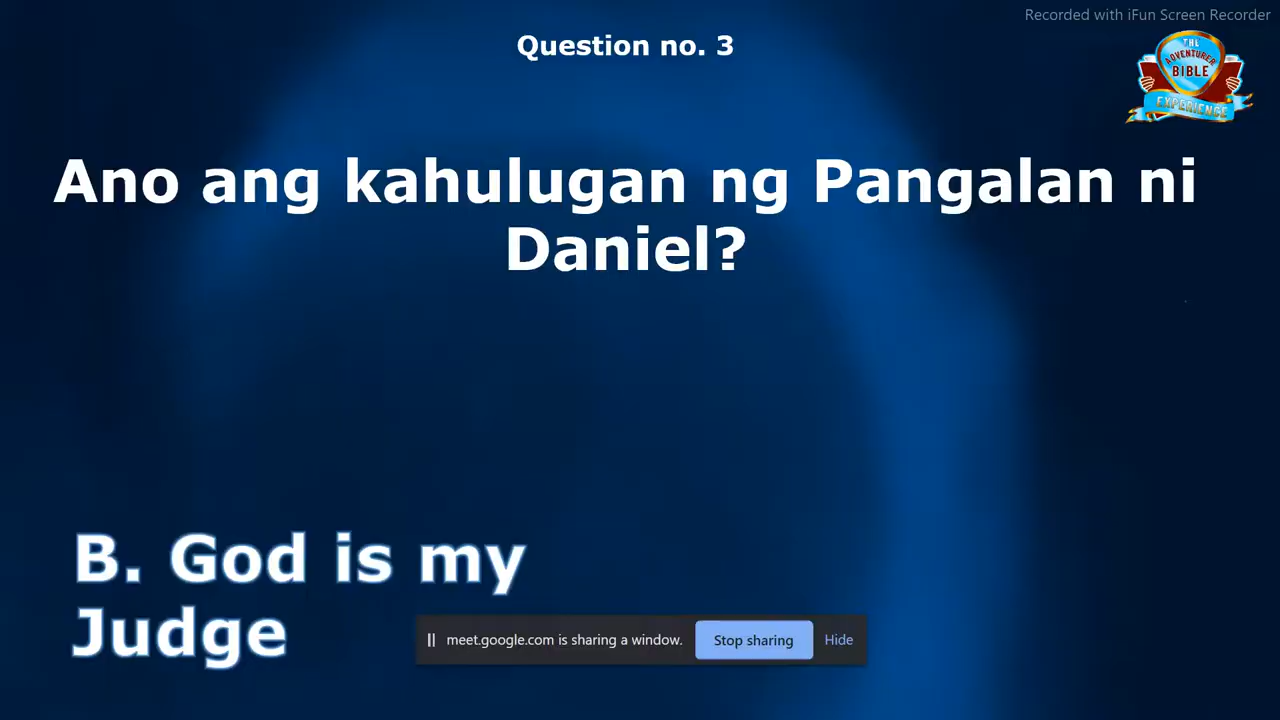 Recorded with iFun Screen Recorder
Question no. 3
THE
ADVENTURER
BIBLE
EXPERIENCE
Ano ang kahulugan ng Pangalan ni
Daniel?
B. God is my
Judge
meet.google.com is sharing a window.
Stop sharing
Hide